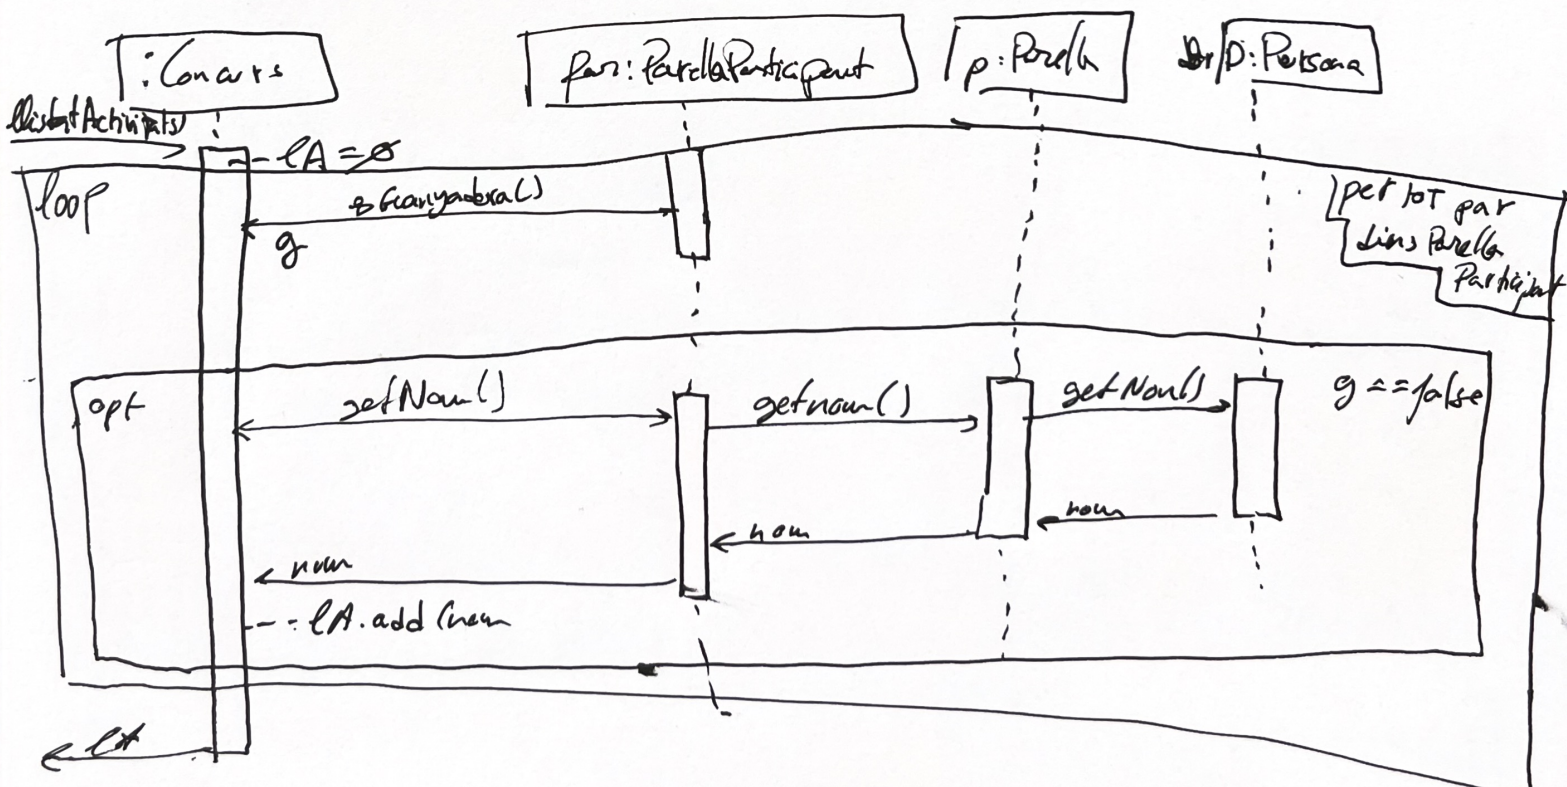 :Concurs
par:ParellaParticipant
p:Parella
D:Persona
llistatActivitats
lA = ∅
loop
esGanyadora()
g
per tot par
dins Parella
Participant
opt
getNom()
getnom()
getNom()
g == false
nom
nom
nom
lA.add(nom
lA